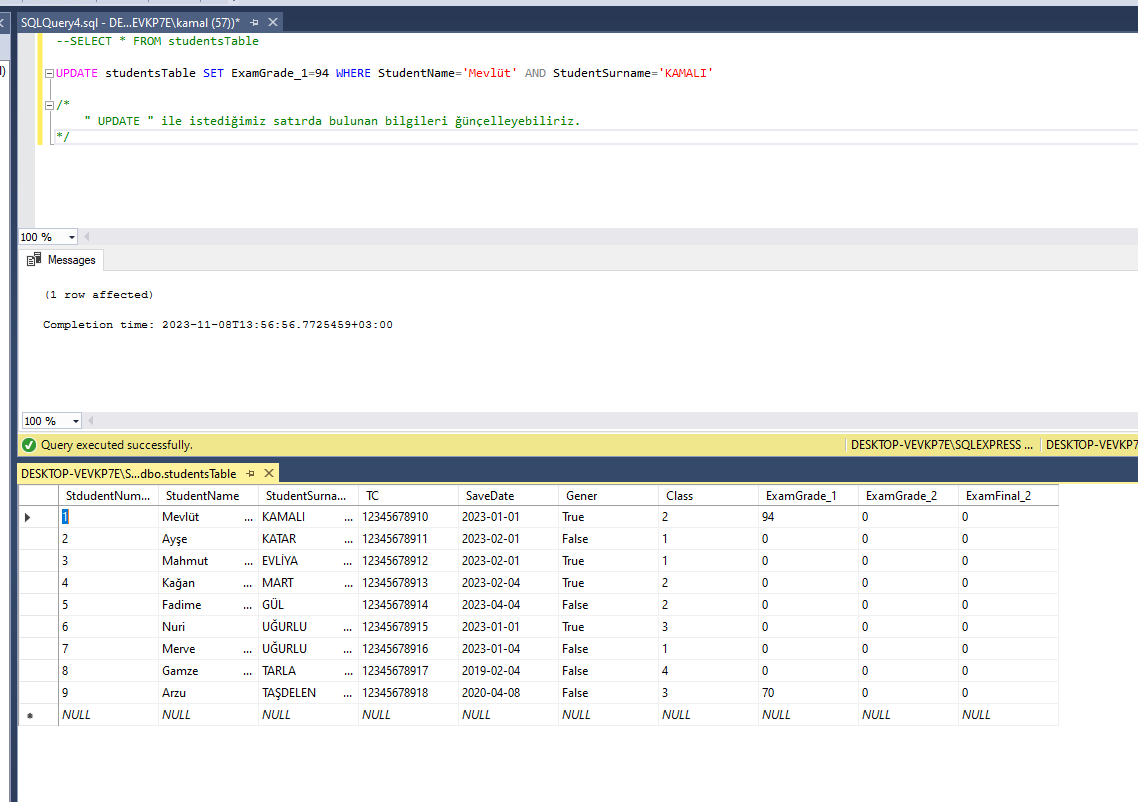 SQLQuery4.sql - DE...EVKP7E\kamal (57))*
--SELECT * FROM studentsTable
UPDATE studentsTable SET ExamGrade_1=94 WHERE StudentName='Mevlüt' AND StudentSurname='KAMALI'
/*
" UPDATE " ile istediğimiz satırda bulunan bilgileri ğünçelleyebiliriz.
*/
100 %
Messages
(1 row affected)
Completion time: 2023-11-08T13:56:56.7725459+03:00
100 %
Query executed successfully. DESKTOP-VEVKP7E\SQLEXPRESS ... DESKTOP-VEVKP7
DESKTOP-VEVKP7E\S...dbo.studentsTable
StdudentNum... StudentName StudentSurna... TC SaveDate Gener Class ExamGrade_1 ExamGrade_2 ExamFinal_2
1 Mevlüt ... KAMALI ... 12345678910 2023-01-01 True 2 94 0 0
2 Ayşe ... KATAR ... 12345678911 2023-02-01 False 1 0 0 0
3 Mahmut ... EVLİYA ... 12345678912 2023-02-01 True 1 0 0 0
4 Kağan ... MART ... 12345678913 2023-02-04 True 2 0 0 0
5 Fadime ... GÜL ... 12345678914 2023-04-04 False 2 0 0 0
6 Nuri ... UĞURLU ... 12345678915 2023-01-01 True 3 0 0 0
7 Merve ... UĞURLU ... 12345678916 2023-01-04 False 1 0 0 0
8 Gamze ... TARLA ... 12345678917 2019-02-04 False 4 0 0 0
9 Arzu ... TAŞDELEN ... 12345678918 2020-04-08 False 3 70 0 0
NULL NULL NULL NULL NULL NULL NULL NULL NULL NULL